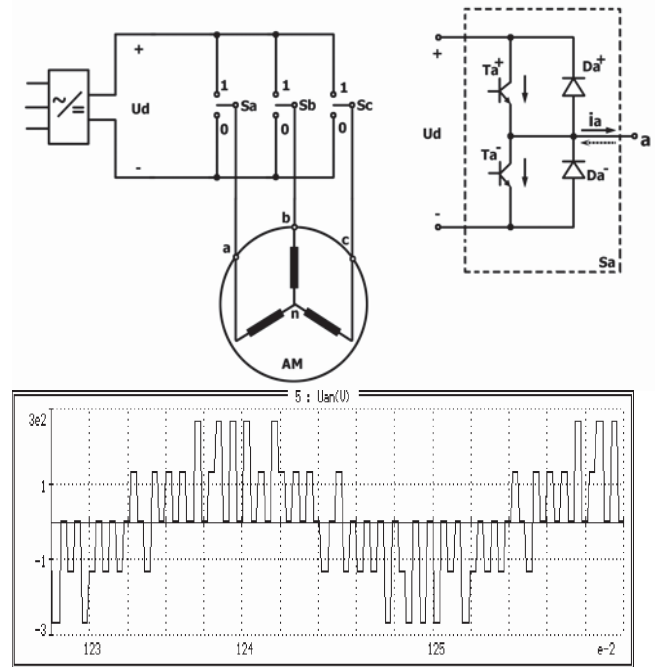 +
1
1
1
Ud
Sa
Sb
Sc
0
0
0
-
~
=
a
b
c
n
AM
+
Ta+
Da+
ia
Ud
a
Ta-
Da-
-
Sa
5 : Uan(V)
3e2
1
-1
-3
123
124
125
e-2